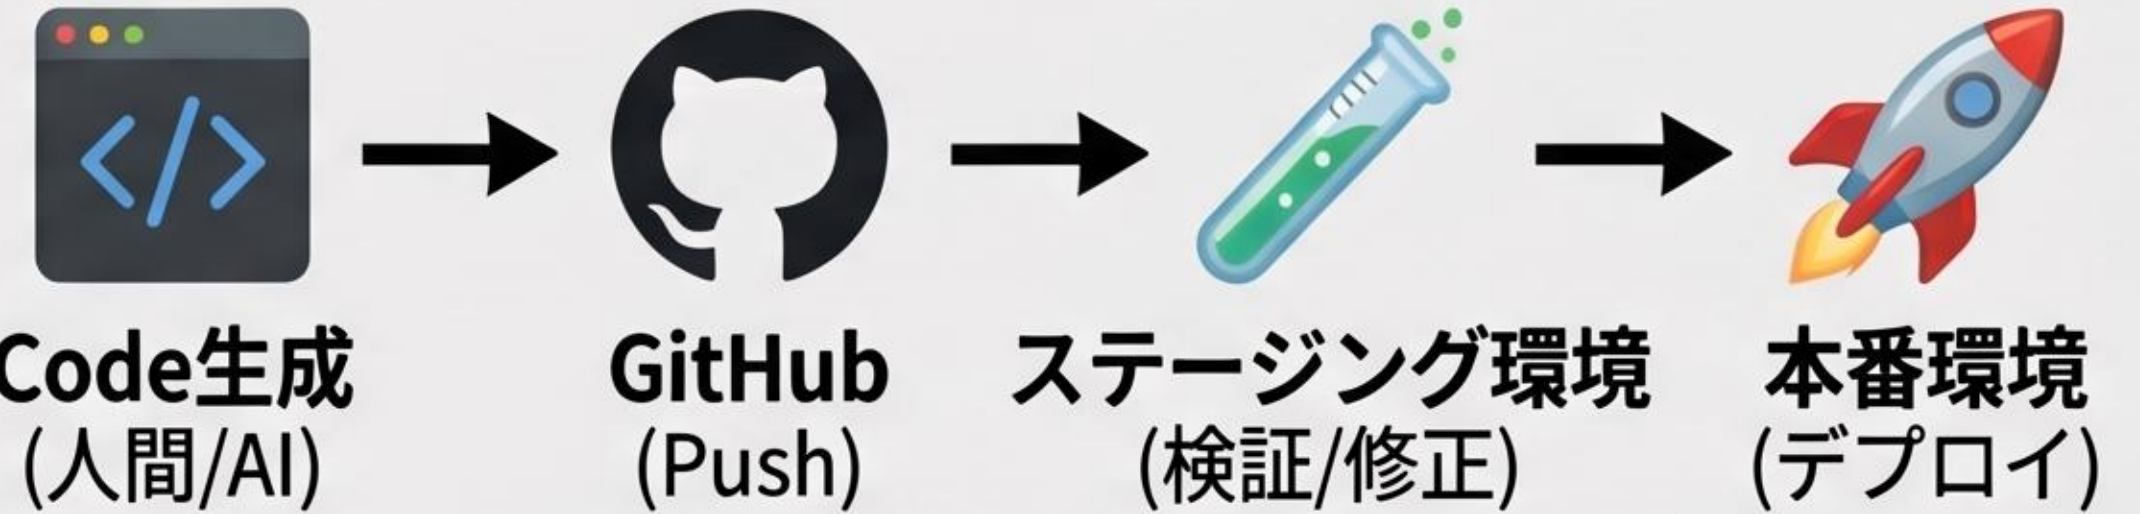 </>
Code生成
(人間/AI)
GitHub
(Push)
ステージング環境
(検証/修正)
本番環境
(デプロイ)